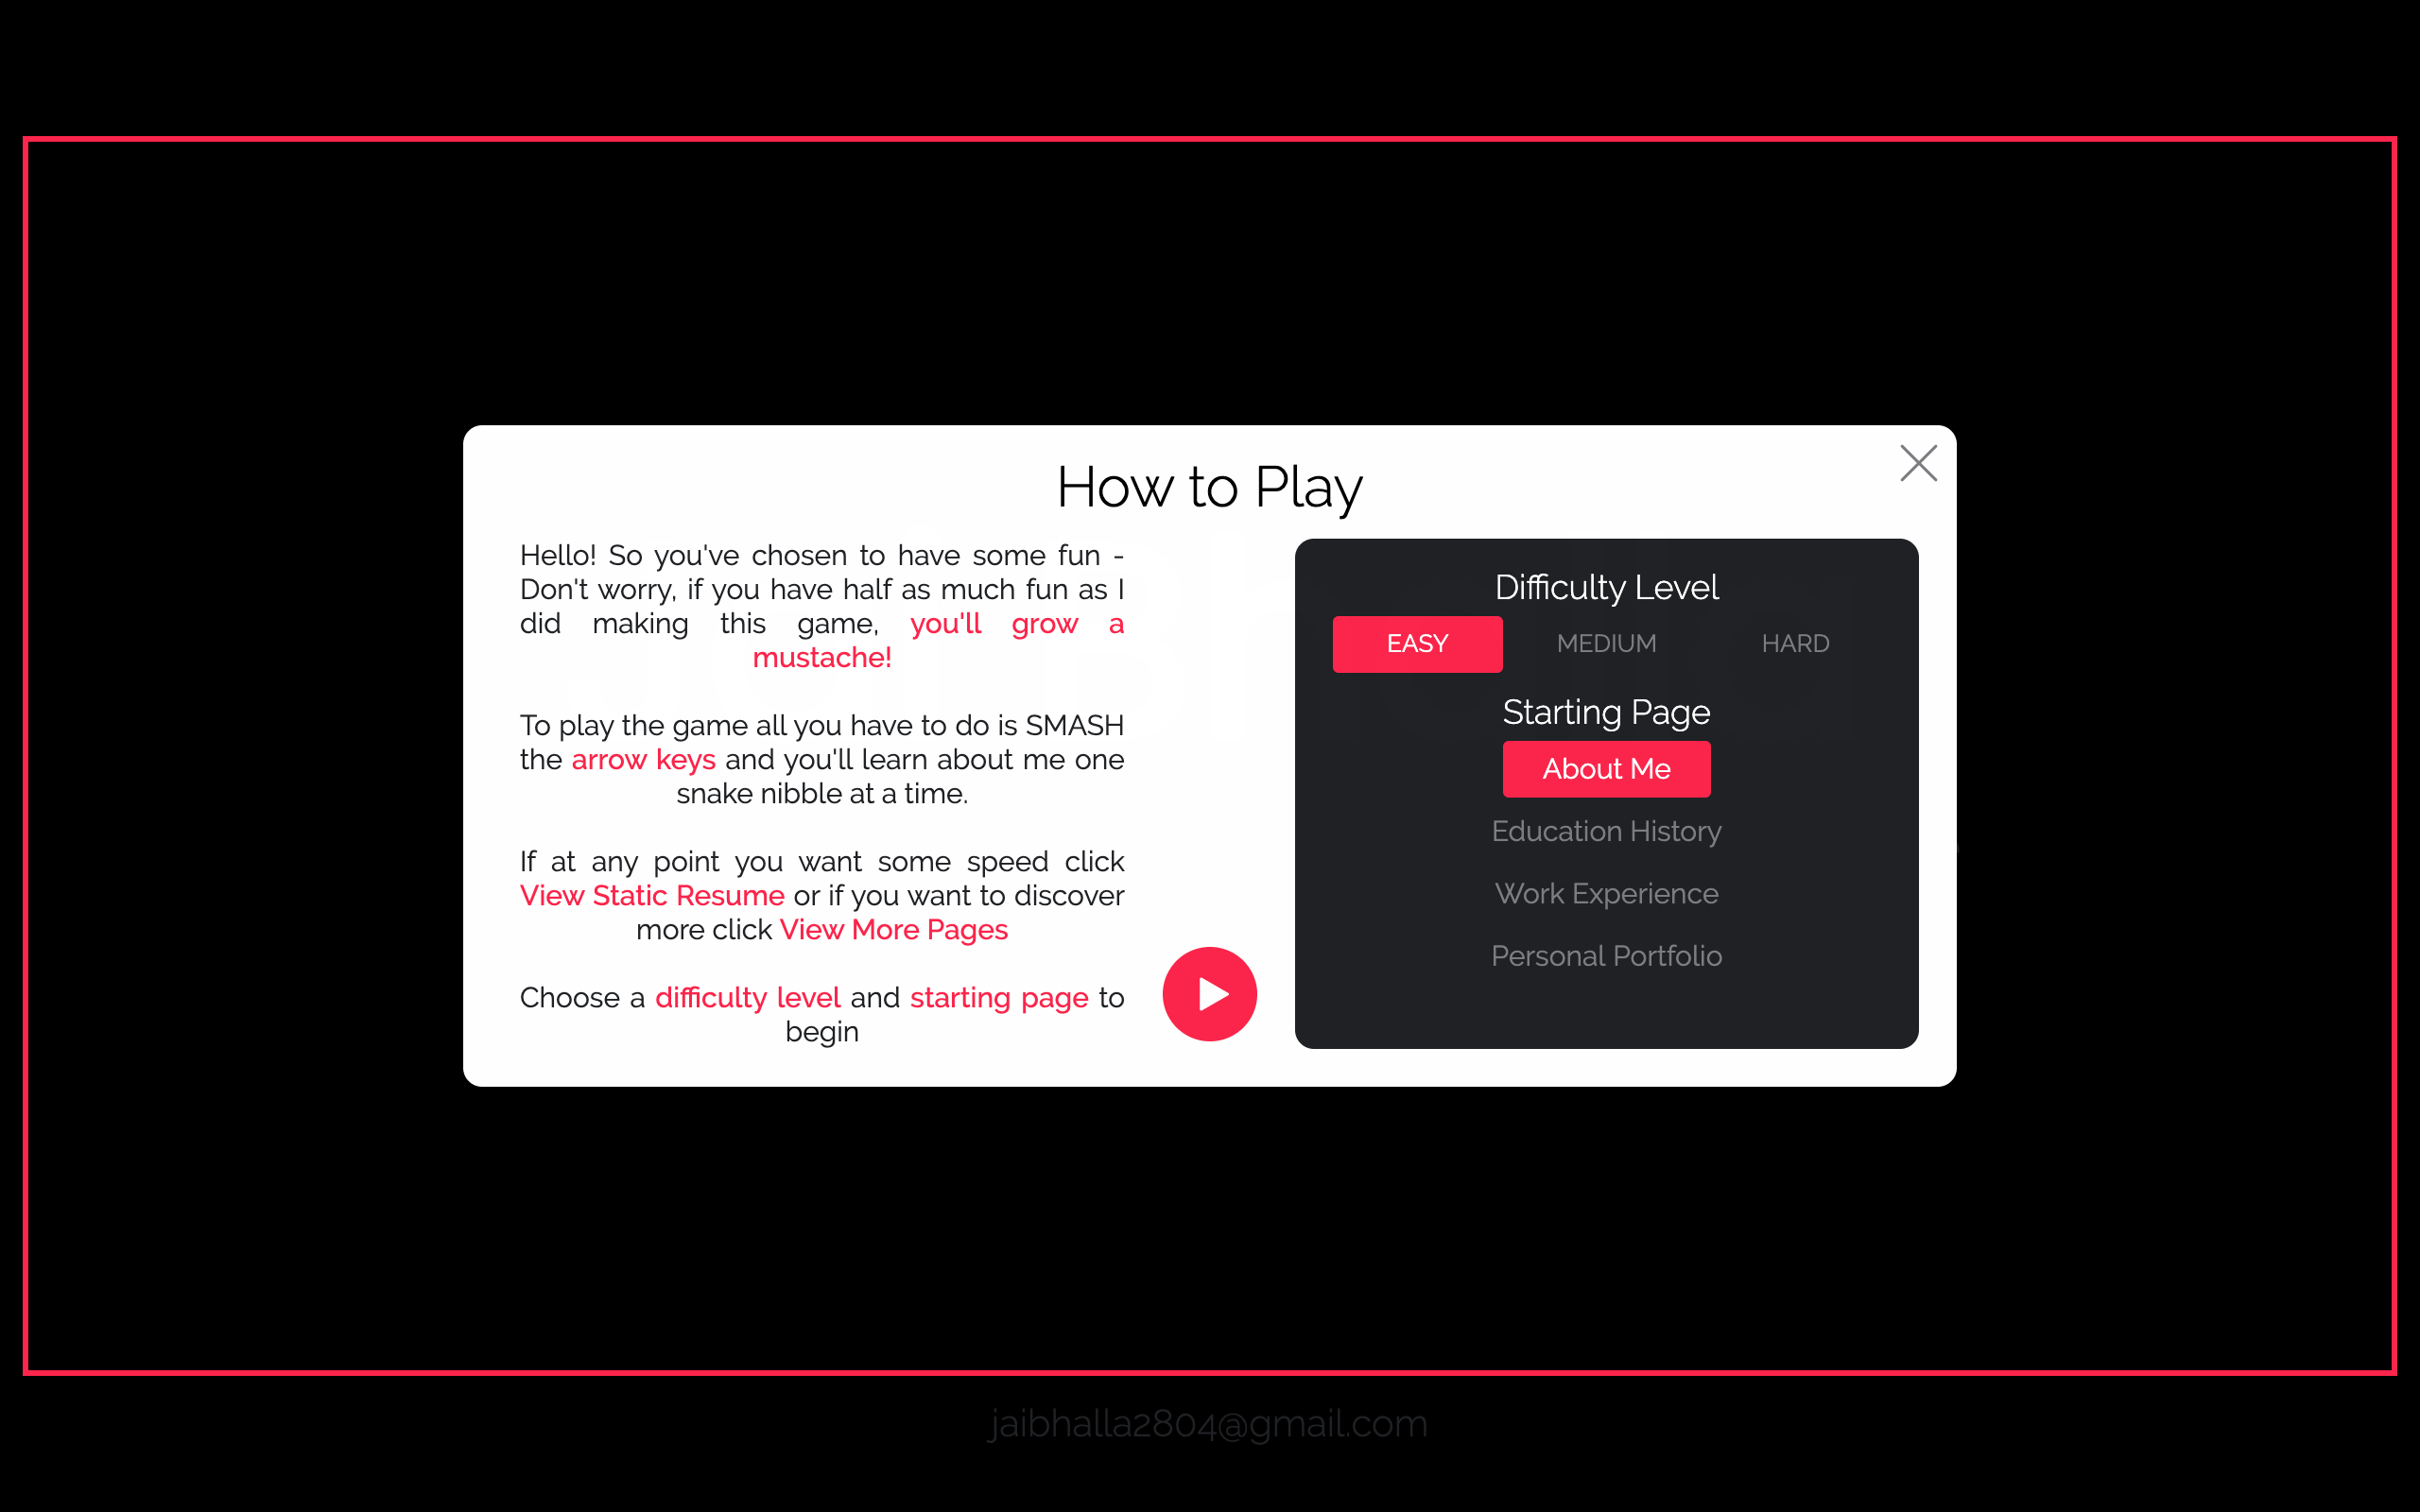 How to Play
Hello! So you've chosen to have some fun -
Don't worry, if you have half as much fun as I
did making this game, you'll grow a
mustache!
To play the game all you have to do is SMASH
the arrow keys and you'll learn about me one
snake nibble at a time.
If at any point you want some speed click
View Static Resume or if you want to discover
more click View More Pages
Choose a difficulty level and starting page to
begin
Difficulty Level
EASY MEDIUM HARD
Starting Page
About Me
Education History
Work Experience
Personal Portfolio
jaibhalla2804@gmail.com